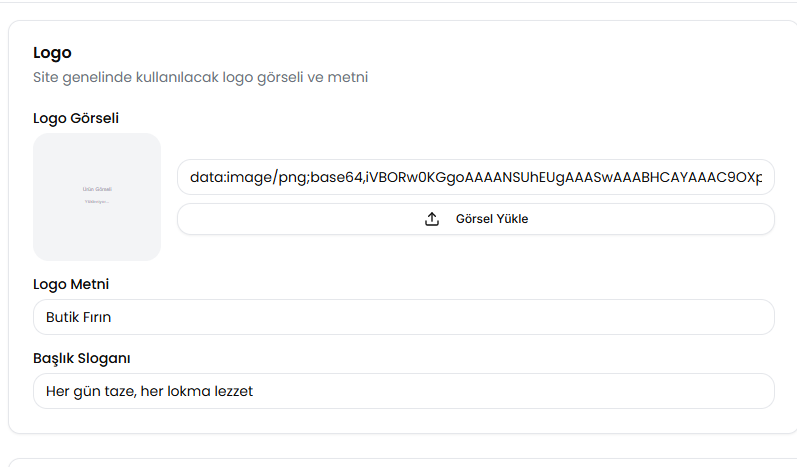 Logo
Site genelinde kullanılacak logo görseli ve metni
Logo Görseli
Ürün Görseli
data:image/png;base64,iVBORw0KGgoAAAANSUhEUgAAASwAAABHCAYAAAC9OXp
Görsel Yükle
Logo Metni
Butik Fırın
Başlık Sloganı
Her gün taze, her lokma lezzet